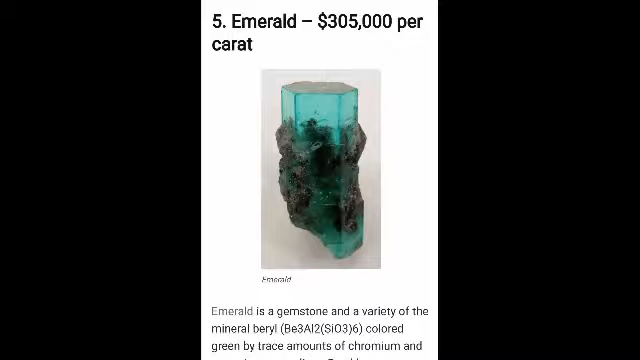 5. Emerald – $305,000 per
carat
Emerald
Emerald is a gemstone and a variety of the
mineral beryl (Be3Al2(SiO3)6) colored
green by trace amounts of chromium and